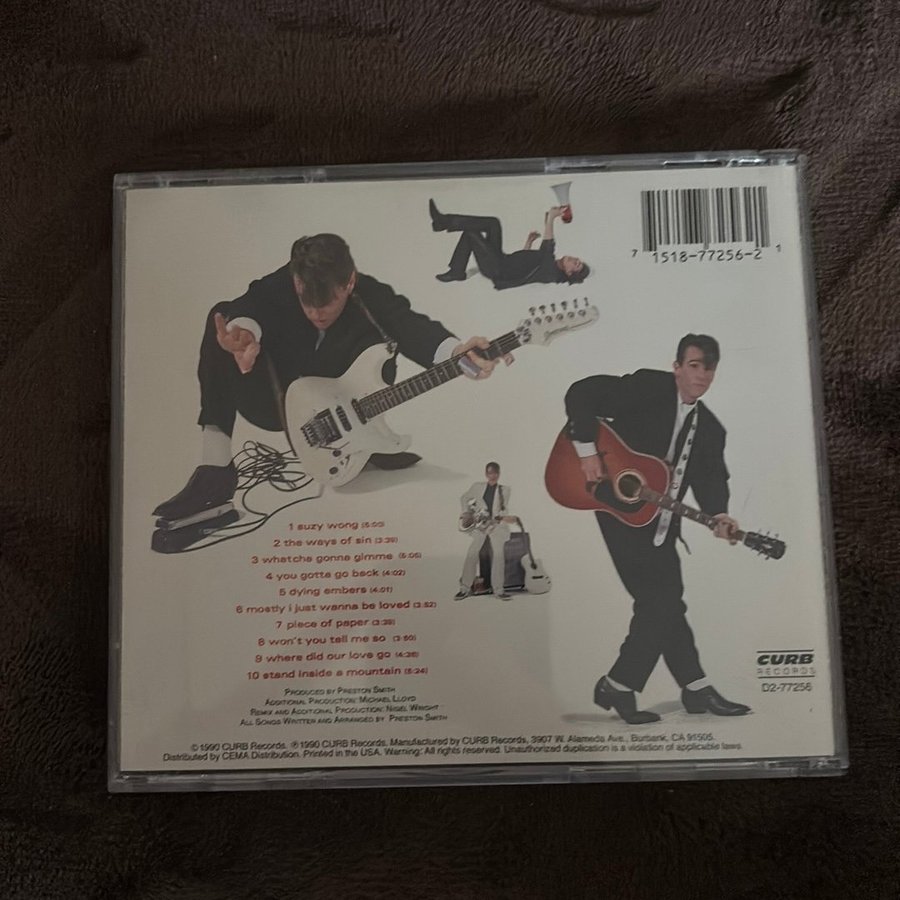 7 1518-77256-2 1
1 suzy wong (5:00)
2 the ways of sin (3:39)
3 whatcha gonna gimme (5:05)
4 you gotta go back (4:02)
5 dying embers (4:01)
6 mostly i just wanna be loved (3:52)
7 piece of paper (3:39)
8 won't you tell me so (3:50)
9 where did our love go (4:36)
10 stand inside a mountain (5:24)
PRODUCED BY PRESTON SMITH
ADDITIONAL PRODUCTION: MICHAEL LLOYD
REMIX AND ADDITIONAL PRODUCTION: NIGEL WRIGHT
ALL SONGS WRITTEN AND ARRANGED BY PRESTON SMITH
CURB
RECORDS
D2-77256
© 1990 CURB Records. ℗ 1990 CURB Records. Manufactured by CURB Records, 3907 W. Alameda Ave., Burbank, CA 91505.
Distributed by CEMA Distribution. Printed in the USA. Warning: All rights reserved. Unauthorized duplication is a violation of applicable laws.